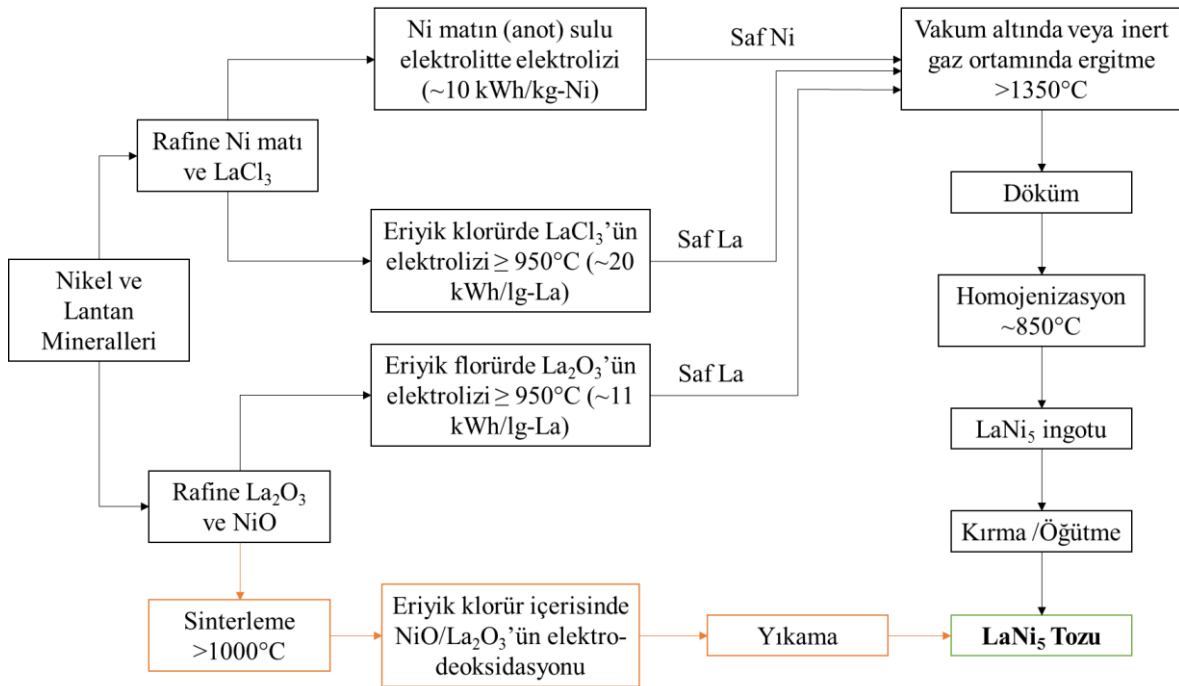 Ni matın (anot) sulu
elektrolitte elektrolizi
(~10 kWh/kg-Ni)
Saf Ni
Vakum altında veya inert
gaz ortamında ergitme
>1350°C
Rafine Ni matı
ve LaCl₃
Döküm
Eriyik klorürde LaCl₃’ün
elektrolizi ≥ 950°C (~20
kWh/lg-La)
Saf La
Nikel ve
Lantan
Mineralleri
Homojenizasyon
~850°C
Eriyik florürde La₂O₃’ün
elektrolizi ≥ 950°C (~11
kWh/lg-La)
Saf La
LaNi₅ ingotu
Rafine La₂O₃
ve NiO
Kırma /Öğütme
Sinterleme
>1000°C
Eriyik klorür içerisinde
NiO/La₂O₃’ün elektro-
deoksidasyonu
Yıkama
LaNi₅ Tozu